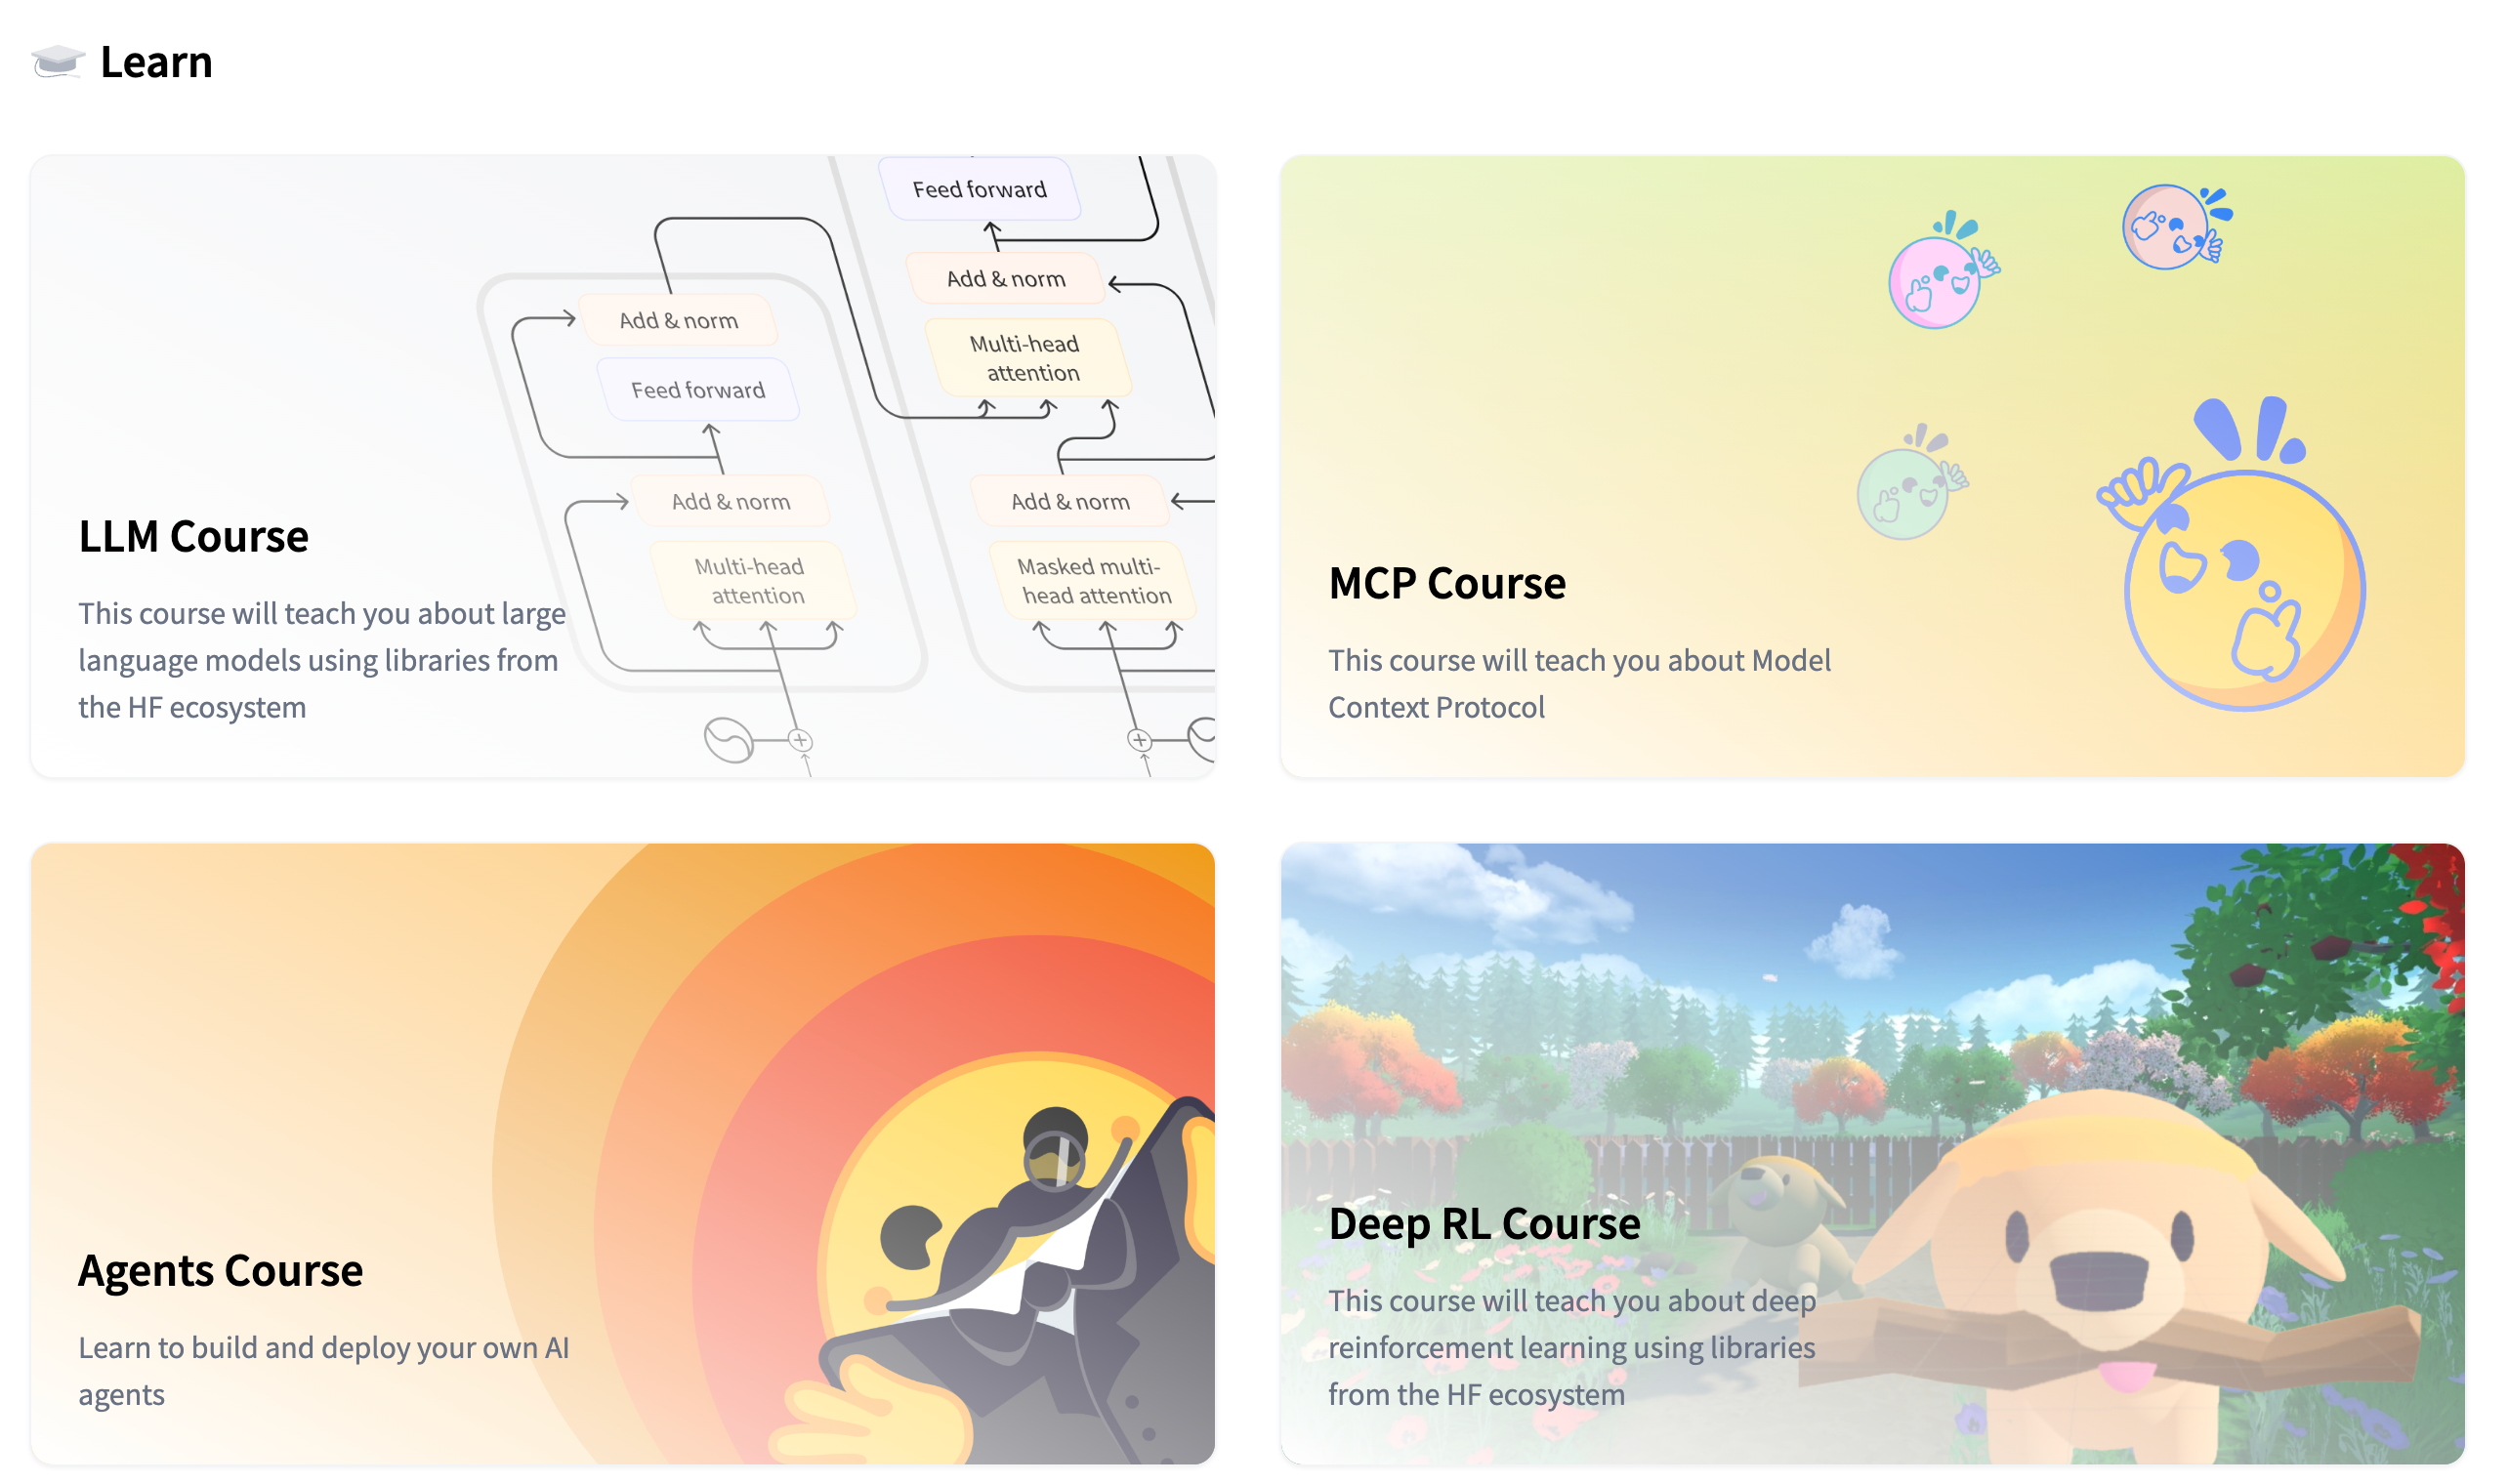 Learn
Feed forward
Add & norm
Multi-head
attention
Add & norm
Feed forward
Add & norm
Multi-head
attention
Add & norm
Masked multi-
head attention
LLM Course
This course will teach you about large
language models using libraries from
the HF ecosystem
MCP Course
This course will teach you about Model
Context Protocol
Agents Course
Learn to build and deploy your own AI
agents
Deep RL Course
This course will teach you about deep
reinforcement learning using libraries
from the HF ecosystem